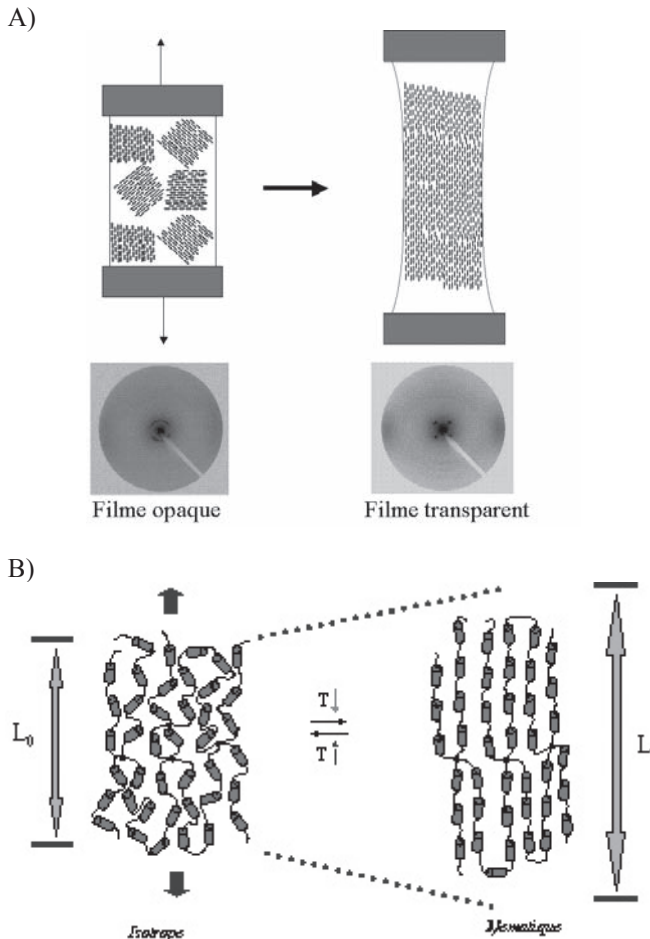 A)
Filme opaque
Filme transparent
B)
L₀
T↓
T↑
L
Isotrope
Nematique